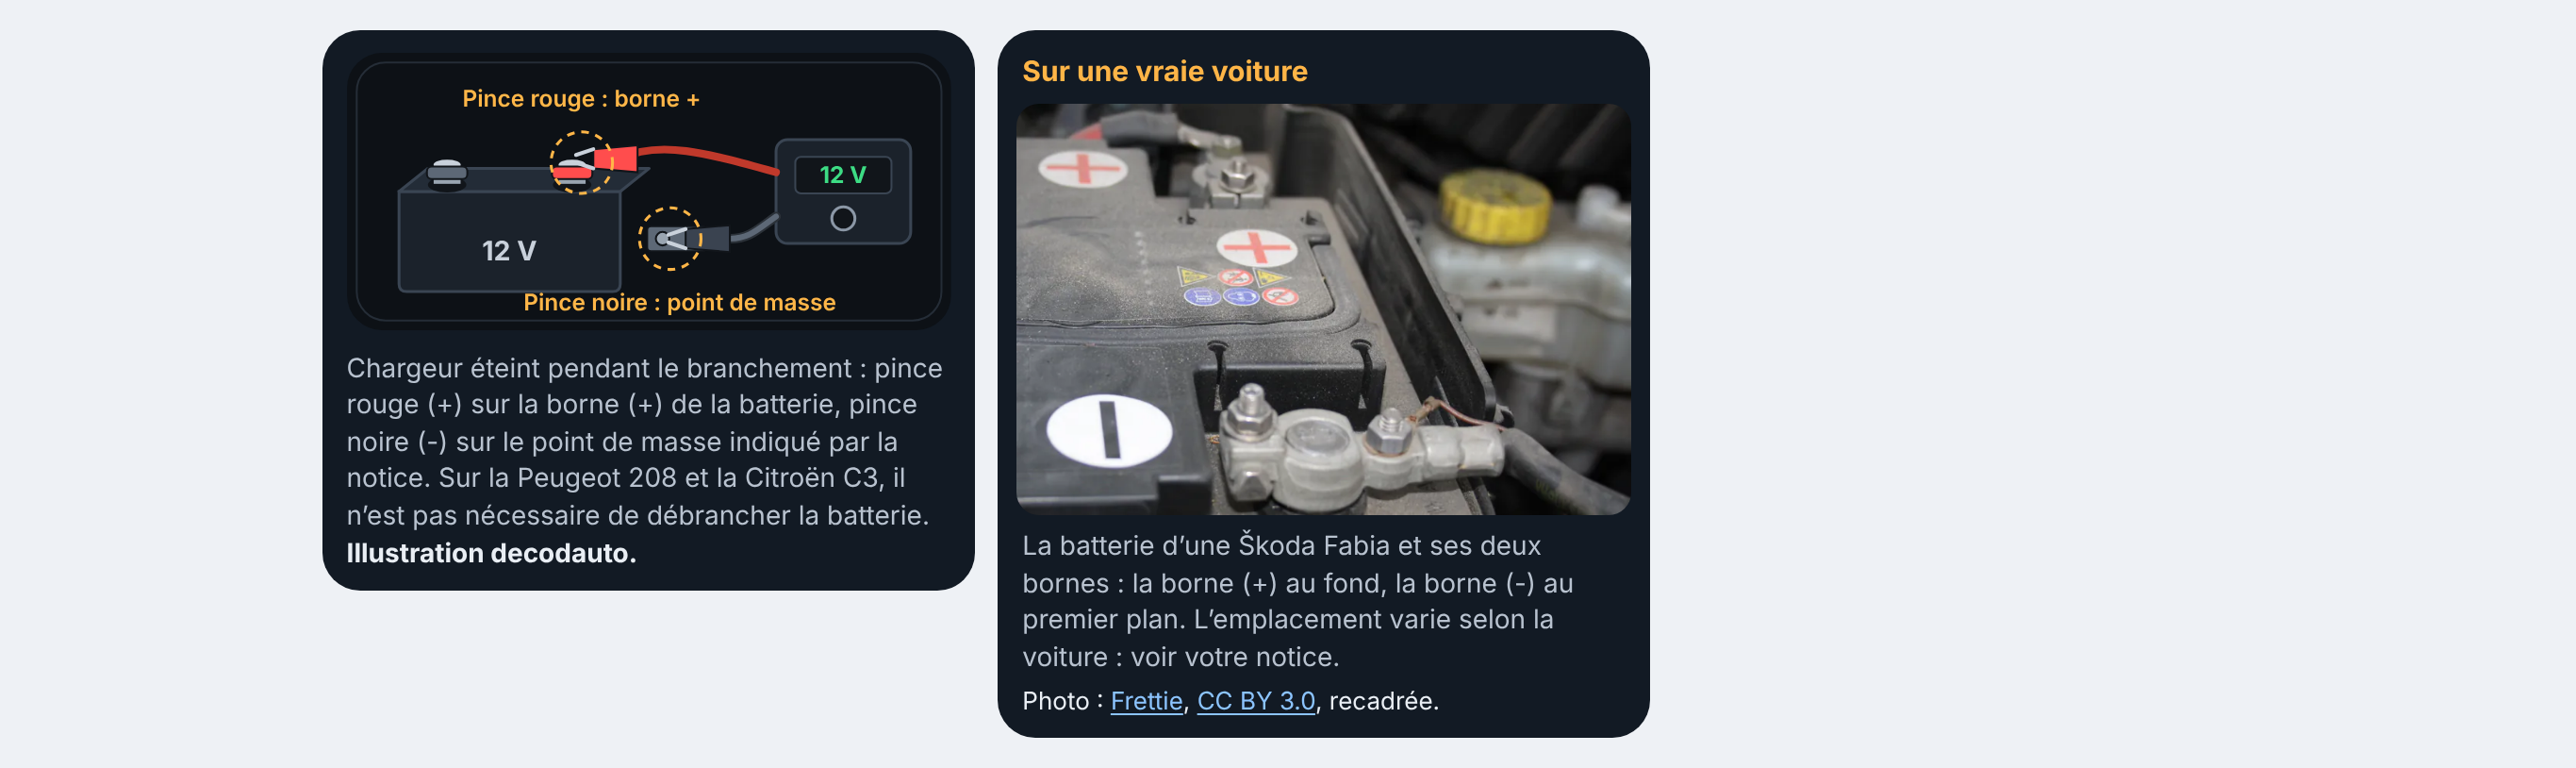 Pince rouge : borne +
12 V
12 V
Pince noire : point de masse
Chargeur éteint pendant le branchement : pince
rouge (+) sur la borne (+) de la batterie, pince
noire (-) sur le point de masse indiqué par la
notice. Sur la Peugeot 208 et la Citroën C3, il
n’est pas nécessaire de débrancher la batterie.
Illustration decodauto.
Sur une vraie voiture
La batterie d’une Škoda Fabia et ses deux
bornes : la borne (+) au fond, la borne (-) au
premier plan. L’emplacement varie selon la
voiture : voir votre notice.
Photo : Frettie, CC BY 3.0, recadrée.